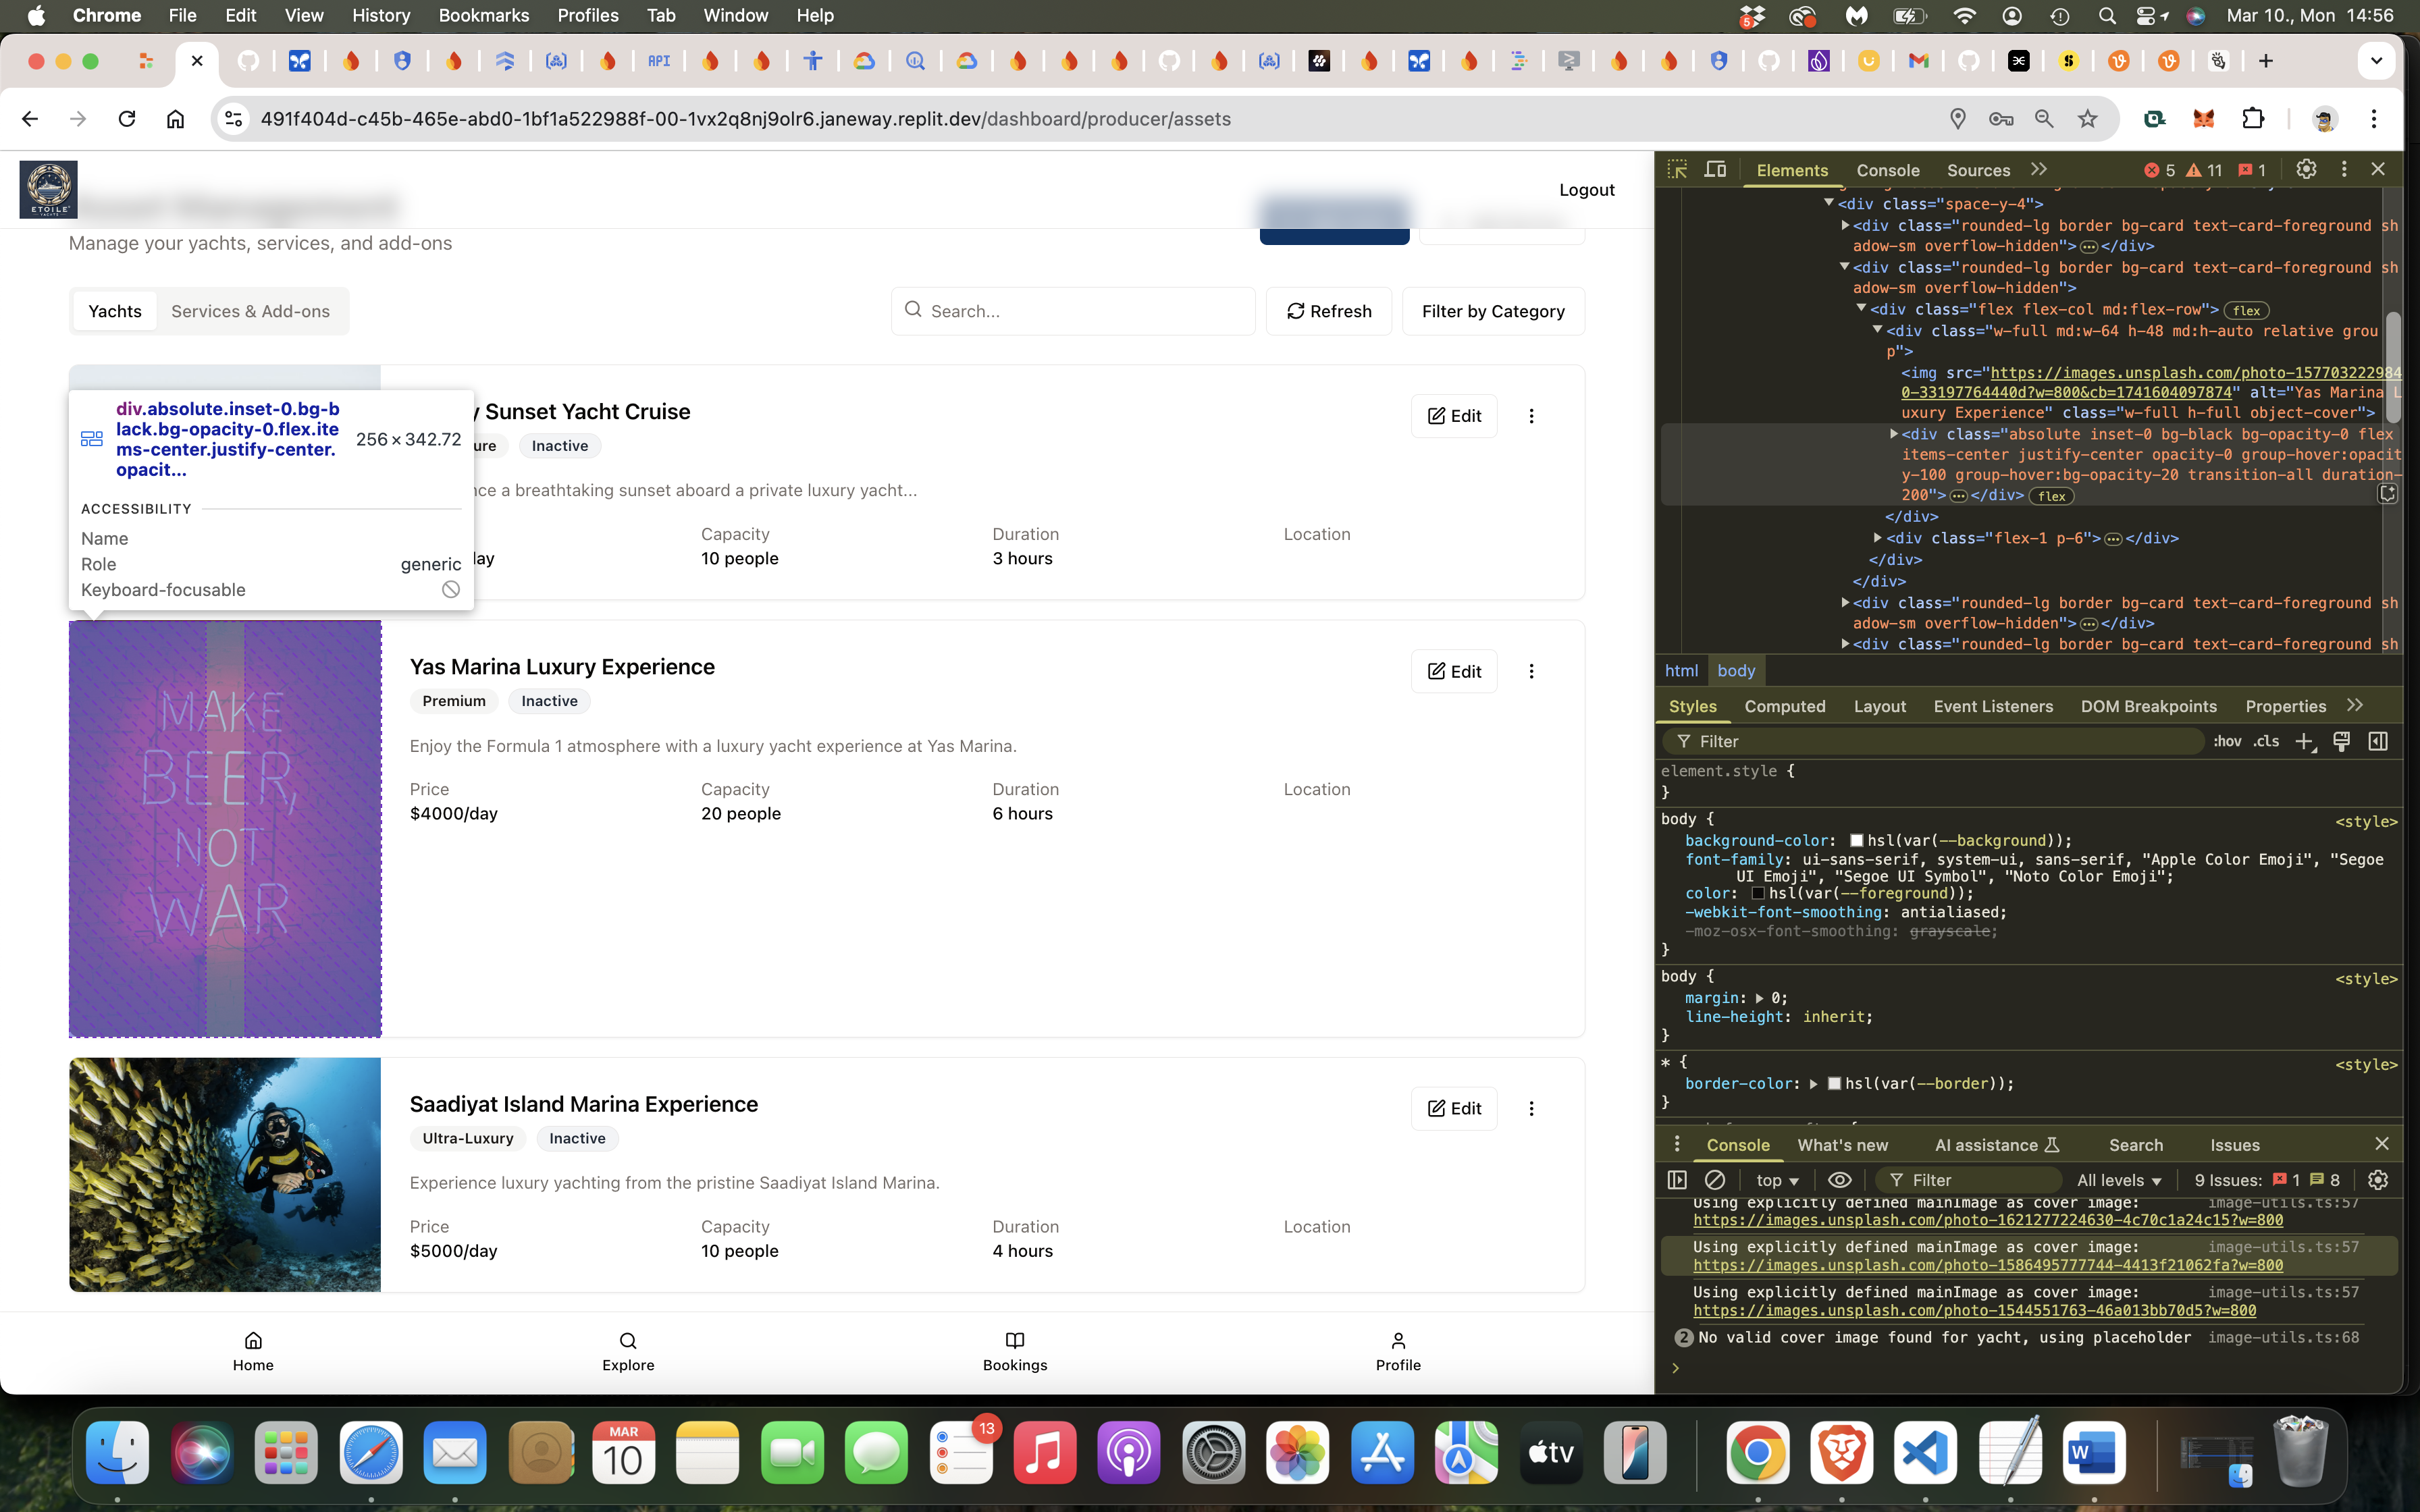 Chrome File Edit View History Bookmarks Profiles Tab Window Help
5
Mar 10., Mon 14:56
API
491f404d-c45b-465e-abd0-1bf1a522988f-00-1vx2q8nj9olr6.janeway.replit.dev/dashboard/producer/assets
ETOILE
YACHTS
Logout
Manage your yachts, services, and add-ons
Yachts
Services & Add-ons
Search...
Refresh
Filter by Category
div.absolute.inset-0.bg-b
lack.bg-opacity-0.flex.ite
ms-center.justify-center.
opacit...
256 × 342.72
ACCESSIBILITY
Name
Role generic
Keyboard-focusable
y Sunset Yacht Cruise
Edit
ure
Inactive
nce a breathtaking sunset aboard a private luxury yacht...
Capacity Duration Location
lay 10 people 3 hours
MAKE
BEER,
NOT
WAR
Yas Marina Luxury Experience
Edit
Premium
Inactive
Enjoy the Formula 1 atmosphere with a luxury yacht experience at Yas Marina.
Price Capacity Duration Location
$4000/day 20 people 6 hours
Saadiyat Island Marina Experience
Edit
Ultra-Luxury
Inactive
Experience luxury yachting from the pristine Saadiyat Island Marina.
Price Capacity Duration Location
$5000/day 10 people 4 hours
Home Explore Bookings Profile
Elements Console Sources
5 11 1
<div class="space-y-4">
<div class="rounded-lg border bg-card text-card-foreground sh
adow-sm overflow-hidden">…</div>
<div class="rounded-lg border bg-card text-card-foreground sh
adow-sm overflow-hidden">
<div class="flex flex-col md:flex-row"> flex
<div class="w-full md:w-64 h-48 md:h-auto relative grou
p">
<img src="https://images.unsplash.com/photo-157703222984
0-33197764440d?w=800&cb=1741604097874" alt="Yas Marina L
uxury Experience" class="w-full h-full object-cover">
<div class="absolute inset-0 bg-black bg-opacity-0 flex
items-center justify-center opacity-0 group-hover:opacit
y-100 group-hover:bg-opacity-20 transition-all duration-
200">…</div> flex
</div>
<div class="flex-1 p-6">…</div>
</div>
</div>
<div class="rounded-lg border bg-card text-card-foreground sh
adow-sm overflow-hidden">…</div>
<div class="rounded-lg border bg-card text-card-foreground sh
html body
Styles Computed Layout Event Listeners DOM Breakpoints Properties
Filter
:hov .cls
element.style {
}
body { <style>
background-color: hsl(var(--background));
font-family: ui-sans-serif, system-ui, sans-serif, "Apple Color Emoji", "Segoe
UI Emoji", "Segoe UI Symbol", "Noto Color Emoji";
color: hsl(var(--foreground));
-webkit-font-smoothing: antialiased;
-moz-osx-font-smoothing: grayscale;
}
body { <style>
margin: 0;
line-height: inherit;
}
* { <style>
border-color: hsl(var(--border));
}
Console What's new AI assistance Search Issues
top
Filter
All levels
9 Issues: 1 8
Using explicitly defined mainImage as cover image: image-utils.ts:57
https://images.unsplash.com/photo-1621277224630-4c70c1a24c15?w=800
Using explicitly defined mainImage as cover image: image-utils.ts:57
https://images.unsplash.com/photo-1586495777744-4413f21062fa?w=800
Using explicitly defined mainImage as cover image: image-utils.ts:57
https://images.unsplash.com/photo-1544551763-46a013bb70d5?w=800
2 No valid cover image found for yacht, using placeholder image-utils.ts:68
MAR
10
13
tv
W